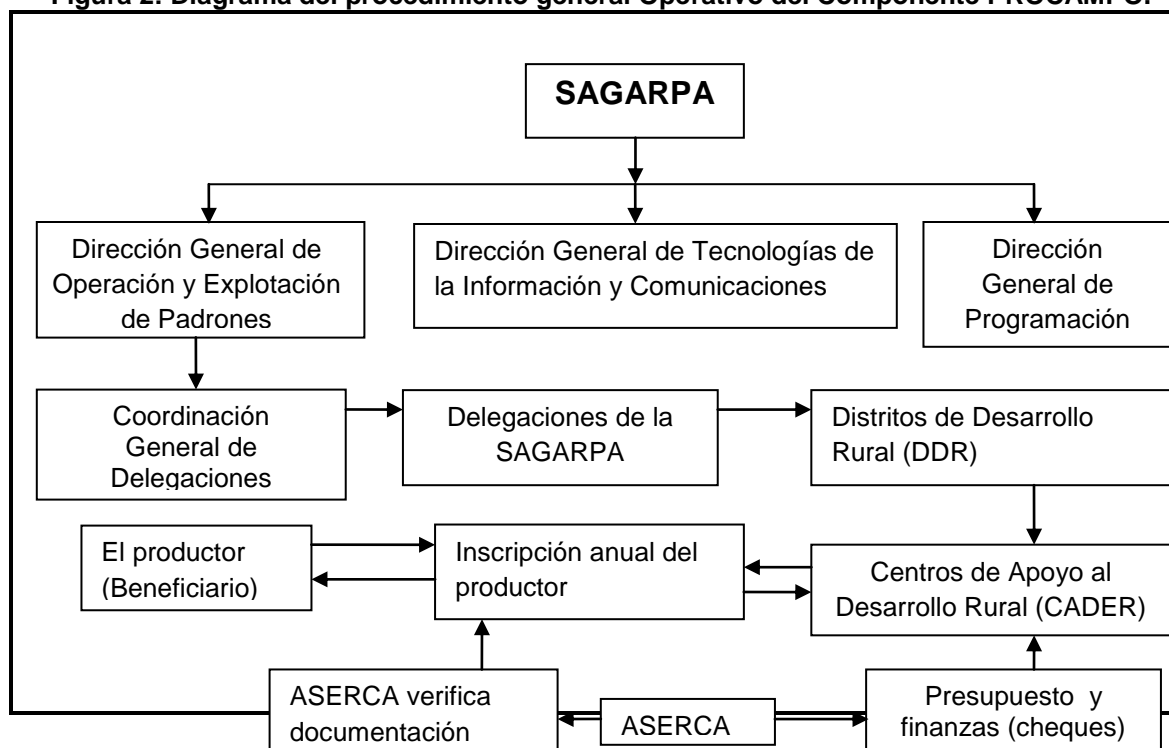 Figura 2. Diagrama del procedimiento general Operativo del Componente PROCAMPO.
SAGARPA
Dirección General de
Operación y Explotación
de Padrones
Dirección General de Tecnologías de
la Información y Comunicaciones
Dirección
General de
Programación
Coordinación
General de
Delegaciones
Delegaciones de la
SAGARPA
Distritos de Desarrollo
Rural (DDR)
El productor
(Beneficiario)
Inscripción anual del
productor
Centros de Apoyo al
Desarrollo Rural (CADER)
ASERCA verifica
documentación
ASERCA
Presupuesto y
finanzas (cheques)